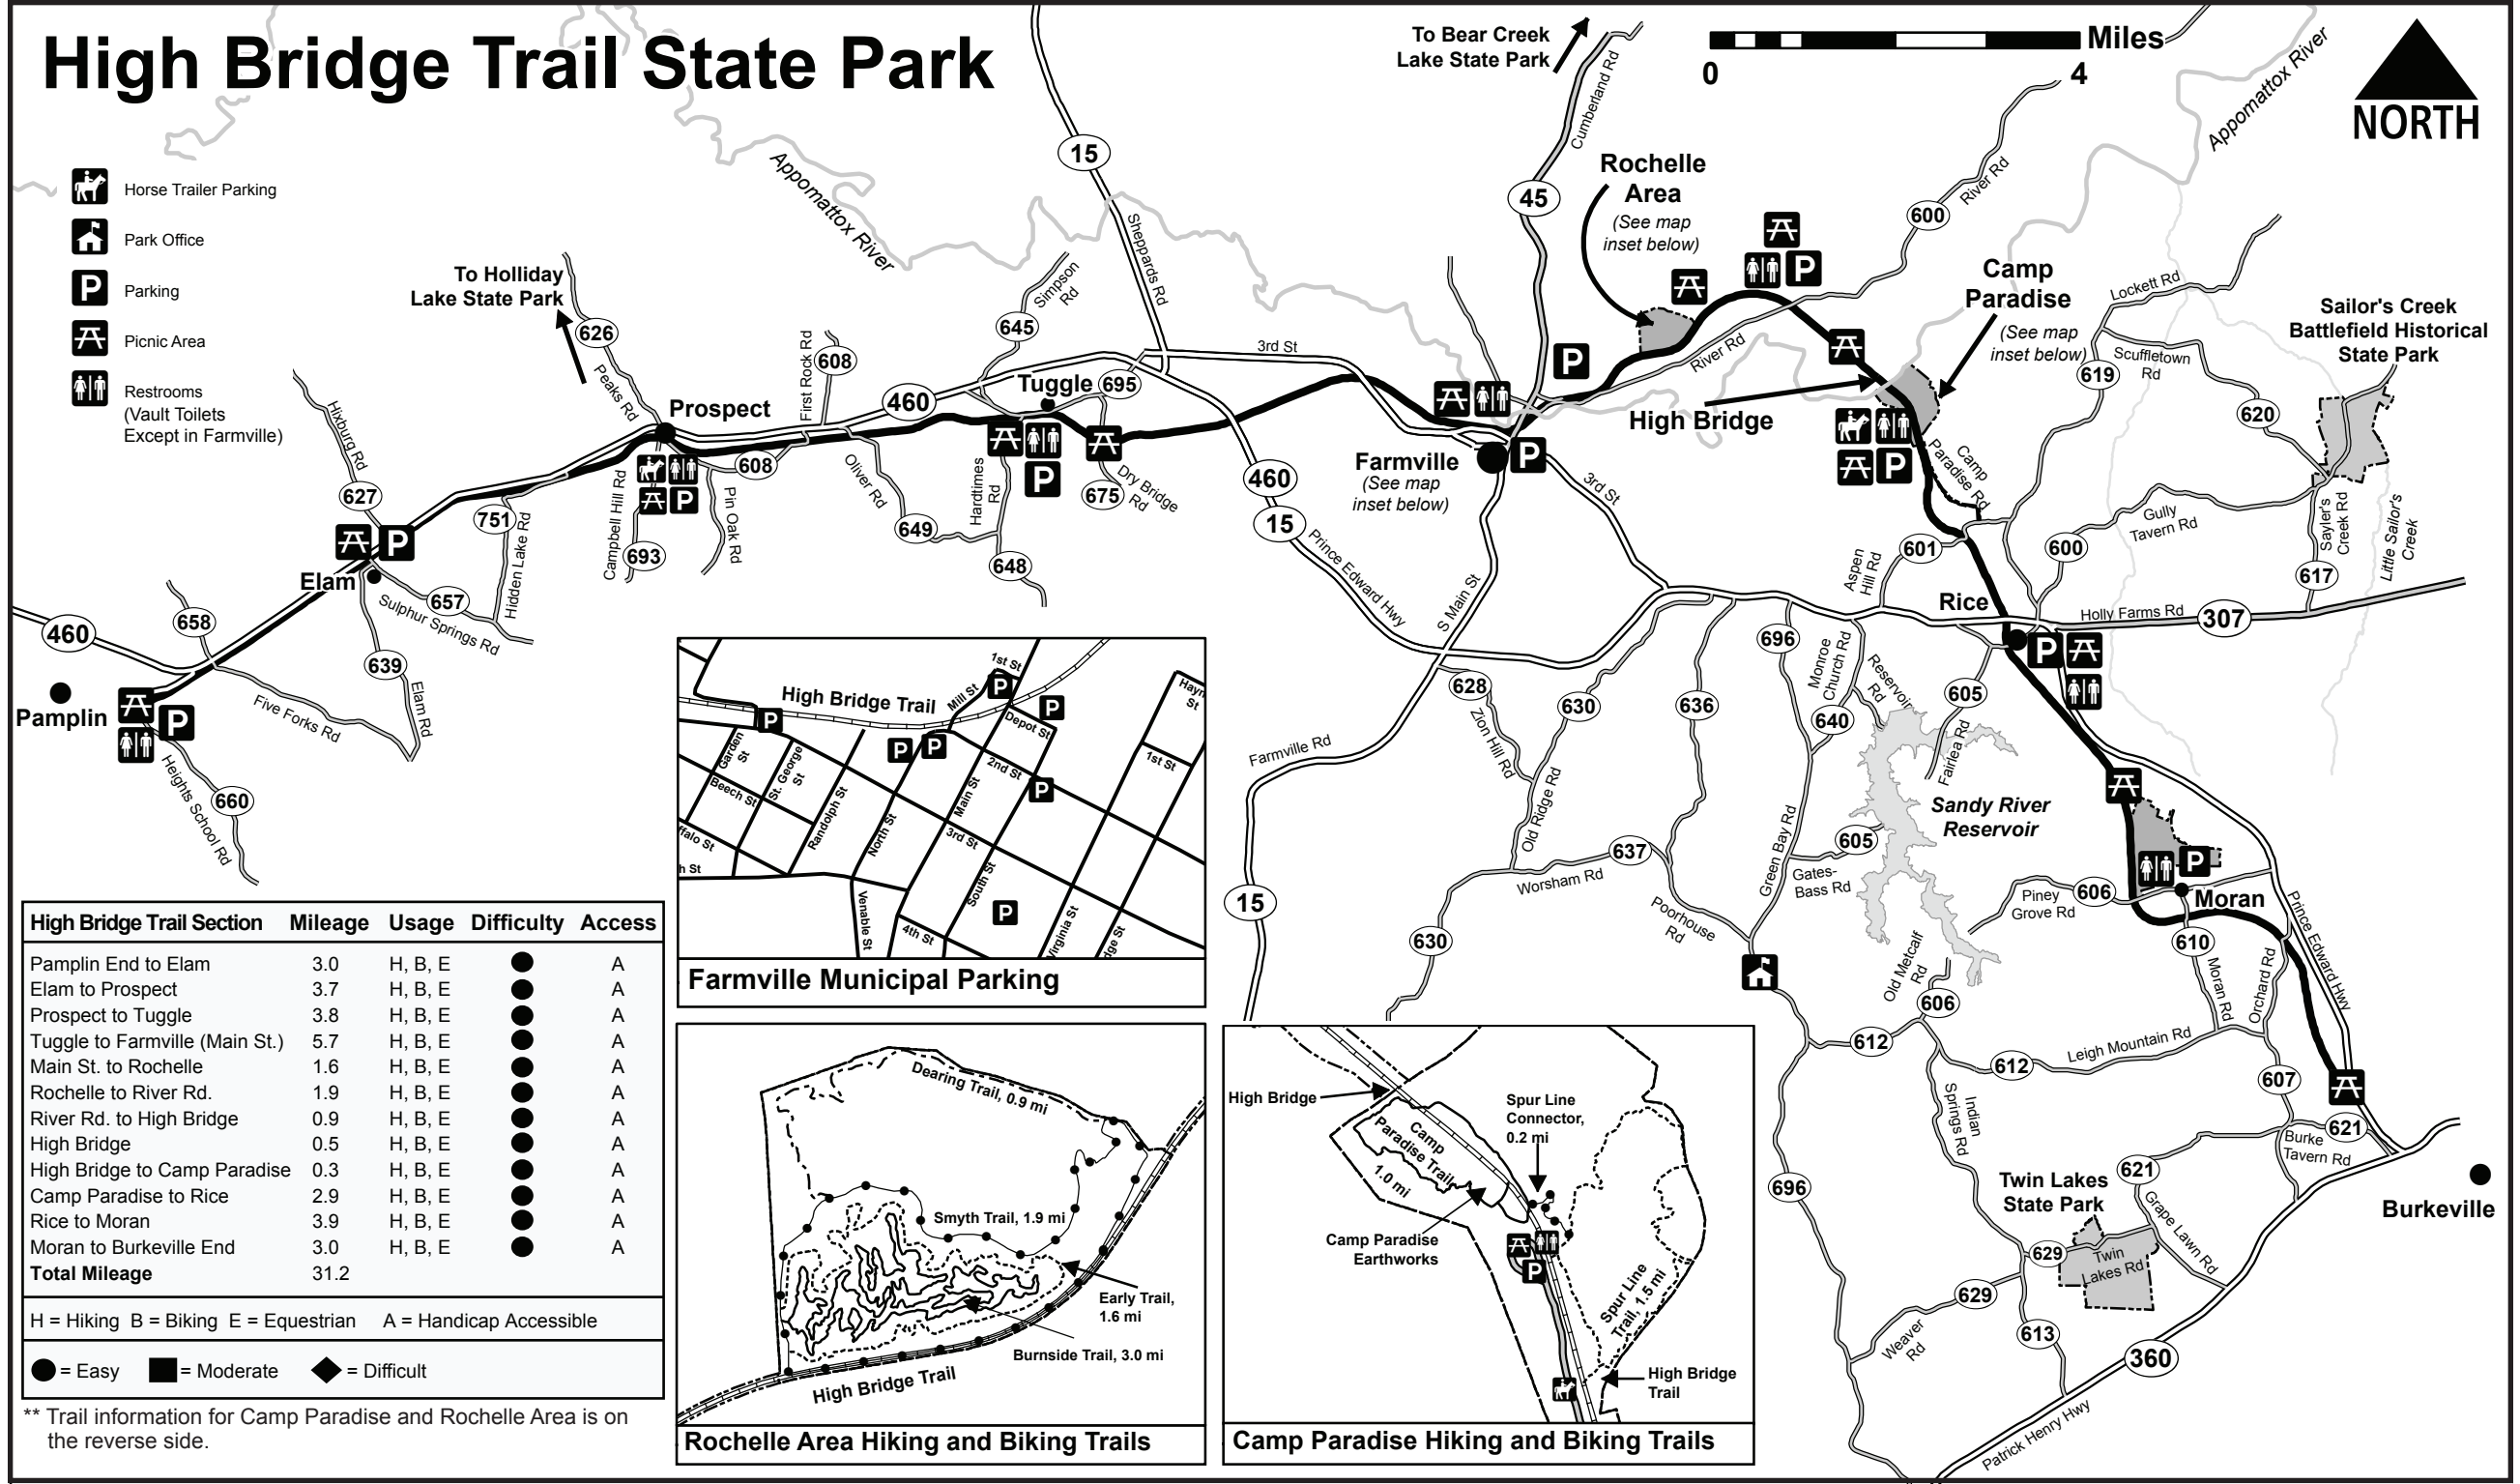 High Bridge Trail State Park
To Bear Creek
Lake State Park
Cumberland Rd
Miles
0
4
Appomattox River
NORTH
Horse Trailer Parking
Park Office
P
Parking
Picnic Area
Restrooms
(Vault Toilets
Except in Farmville)
Appomattox River
15
Sheppards Rd
45
Rochelle
Area
(See map
inset below)
P
600
River Rd
River Rd
Camp
Paradise
(See map
inset below)
Lockett Rd
Scuffletown
Rd
619
620
Sailor's Creek
Battlefield Historical
State Park
To Holliday
Lake State Park
626
Peaks Rd
Prospect
First Rock Rd
608
460
645
Simpson
Rd
Tuggle
695
3rd St
P
High Bridge
P
Camp
Paradise Rd
Hixburg Rd
627
P
Elam
751
Hidden Lake Rd
Campbell Hill Rd
693
P
608
Pin Oak Rd
Oliver Rd
649
Hardtimes
Rd
648
P
675
Dry Bridge
Rd
460
15
Prince Edward Hwy
Farmville
(See map
inset below)
P
3rd St
S Main St
601
Aspen
Hill Rd
600
Gully
Tavern Rd
Sayler's
Creek Rd
617
Little Sailor's
Creek
Rice
Holly Farms Rd
307
P
460
658
657
Sulphur Springs Rd
639
Elam Rd
Five Forks Rd
Pamplin
P
660
Heights School Rd
628
Zion Hill Rd
630
Old Ridge Rd
636
696
Monroe
Church Rd
640
Reservoir
Rd
605
Fairlea Rd
Sandy River
Reservoir
Farmville Rd
15
637
Worsham Rd
630
Poorhouse
Rd
Green Bay Rd
605
Gates-
Bass Rd
Piney
Grove Rd
606
P
Moran
610
Moran Rd
Orchard Rd
Prince Edward Hwy
Old Metcalf
Rd
606
612
612
Leigh Mountain Rd
607
Indian
Springs Rd
621
Burke
Tavern Rd
621
Grape Lawn Rd
Burkeville
Twin Lakes
State Park
629
Twin
Lakes Rd
629
Weaver
Rd
613
696
360
Patrick Henry Hwy
High Bridge Trail
P
P
P
P
P
P
P
1st St
Mill St
Depot St
Hayn
St
Garden
St
St. George
St
Beech St
ffalo St
h St
Randolph St
North St
Main St
2nd St
3rd St
1st St
South St
Venable St
4th St
Virginia St
dge St
Farmville Municipal Parking
High Bridge Trail Section Mileage Usage Difficulty Access
Pamplin End to Elam 3.0 H, B, E A
Elam to Prospect 3.7 H, B, E A
Prospect to Tuggle 3.8 H, B, E A
Tuggle to Farmville (Main St.) 5.7 H, B, E A
Main St. to Rochelle 1.6 H, B, E A
Rochelle to River Rd. 1.9 H, B, E A
River Rd. to High Bridge 0.9 H, B, E A
High Bridge 0.5 H, B, E A
High Bridge to Camp Paradise 0.3 H, B, E A
Camp Paradise to Rice 2.9 H, B, E A
Rice to Moran 3.9 H, B, E A
Moran to Burkeville End 3.0 H, B, E A
Total Mileage 31.2
H = Hiking B = Biking E = Equestrian A = Handicap Accessible
= Easy = Moderate = Difficult
** Trail information for Camp Paradise and Rochelle Area is on
the reverse side.
Dearing Trail, 0.9 mi
Smyth Trail, 1.9 mi
Early Trail,
1.6 mi
Burnside Trail, 3.0 mi
High Bridge Trail
Rochelle Area Hiking and Biking Trails
High Bridge
Camp
Paradise Trail
1.0 mi
Spur Line
Connector,
0.2 mi
Camp Paradise
Earthworks
P
Spur Line
Trail, 1.5 mi
High Bridge
Trail
Camp Paradise Hiking and Biking Trails